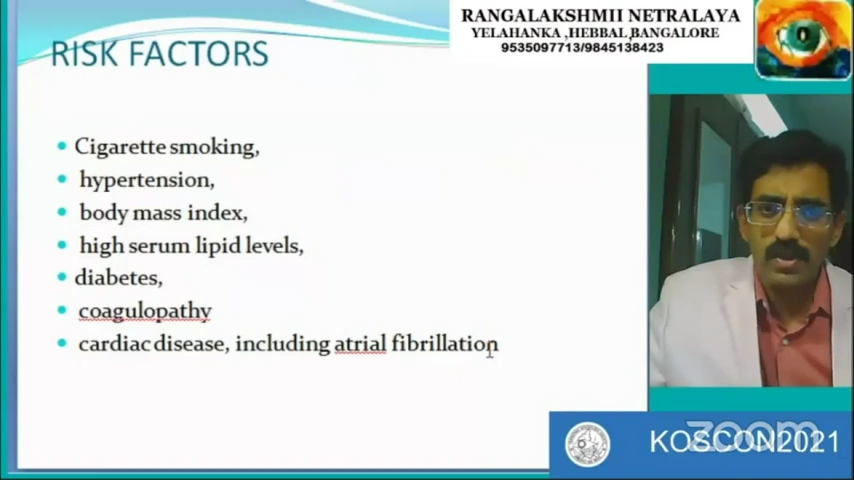 RANGALAKSHMII NETRALAYA
YELAHANKA ,HEBBAL,BANGALORE
9535097713/9845138423
RISK FACTORS
• Cigarette smoking,
• hypertension,
• body mass index,
• high serum lipid levels,
• diabetes,
• coagulopathy
• cardiac disease, including atrial fibrillation
zoom
KOSCON2021